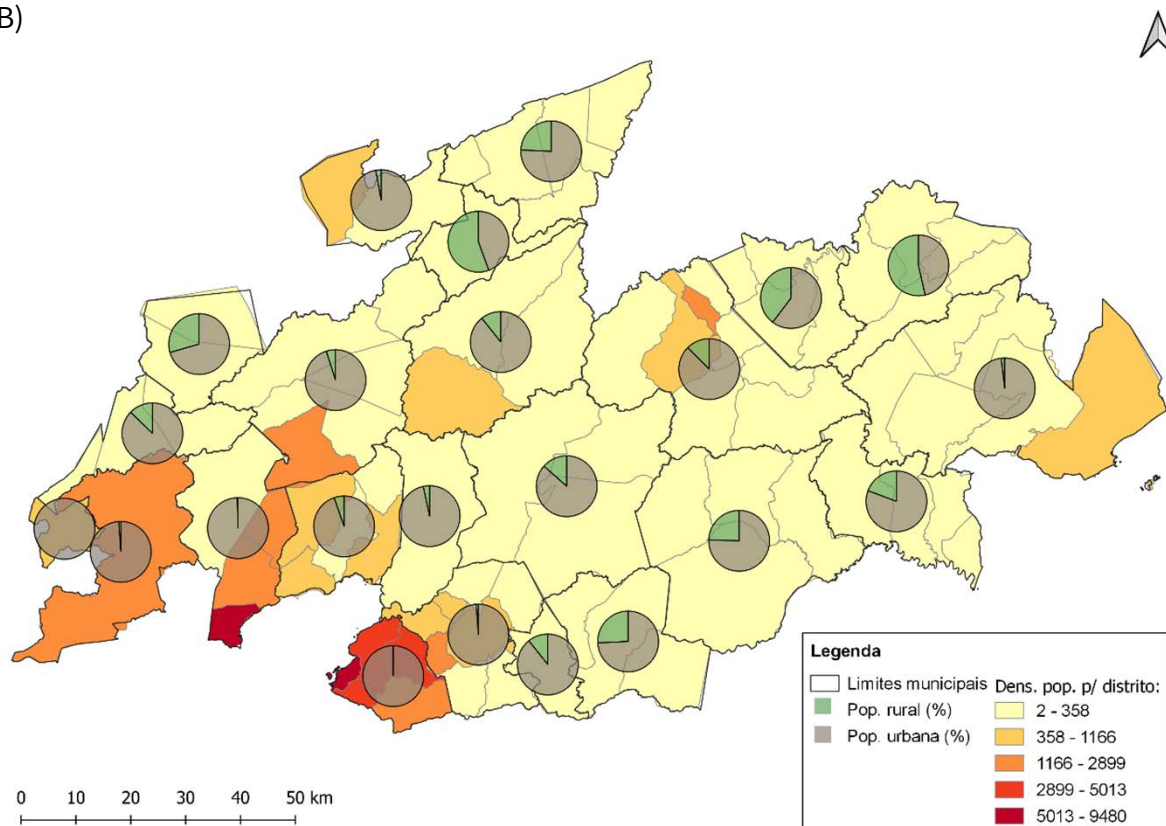 B)
Legenda
Limites municipais
Pop. rural (%)
Pop. urbana (%)
Dens. pop. p/ distrito:
2 - 358
358 - 1166
1166 - 2899
2899 - 5013
5013 - 9480
0 10 20 30 40 50 km